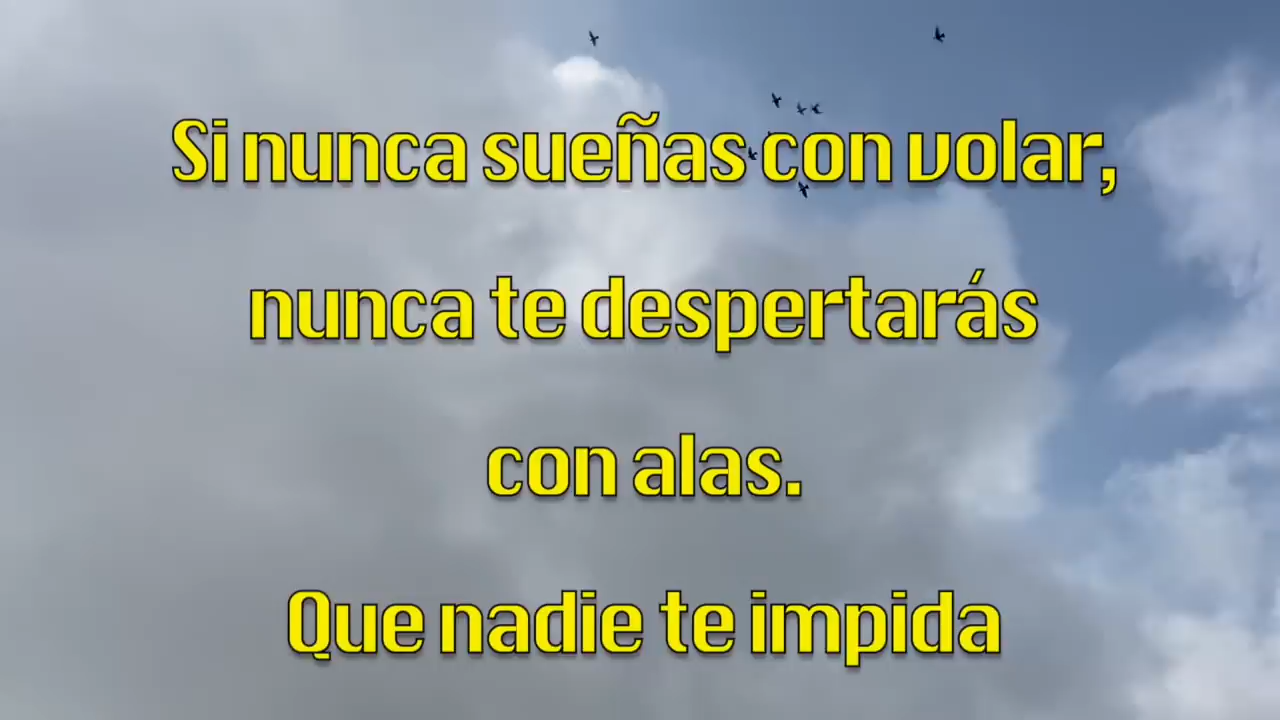 Si nunca sueñas con volar,
nunca te despertarás
con alas.
Que nadie te impida